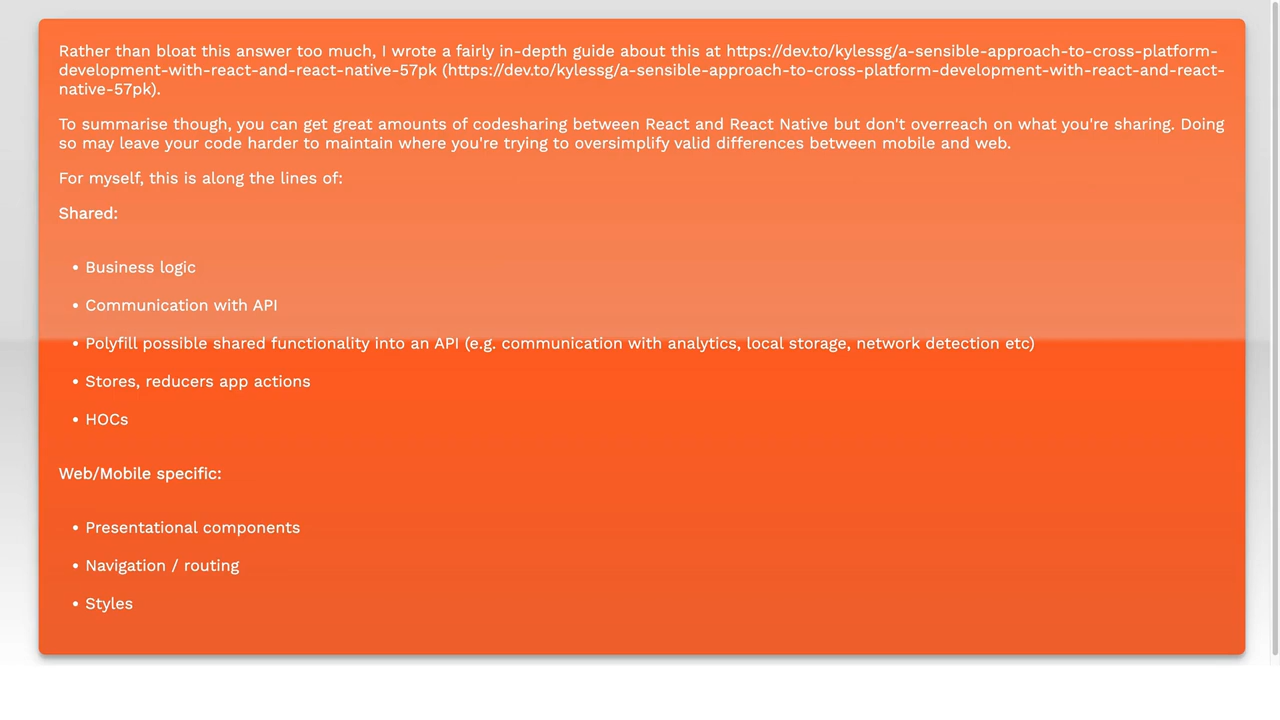 Rather than bloat this answer too much, I wrote a fairly in-depth guide about this at https://dev.to/kylessg/a-sensible-approach-to-cross-platform-
development-with-react-and-react-native-57pk (https://dev.to/kylessg/a-sensible-approach-to-cross-platform-development-with-react-and-react-
native-57pk).
To summarise though, you can get great amounts of codesharing between React and React Native but don't overreach on what you're sharing. Doing
so may leave your code harder to maintain where you're trying to oversimplify valid differences between mobile and web.
For myself, this is along the lines of:
Shared:
• Business logic
• Communication with API
• Polyfill possible shared functionality into an API (e.g. communication with analytics, local storage, network detection etc)
• Stores, reducers app actions
• HOCs
Web/Mobile specific:
• Presentational components
• Navigation / routing
• Styles